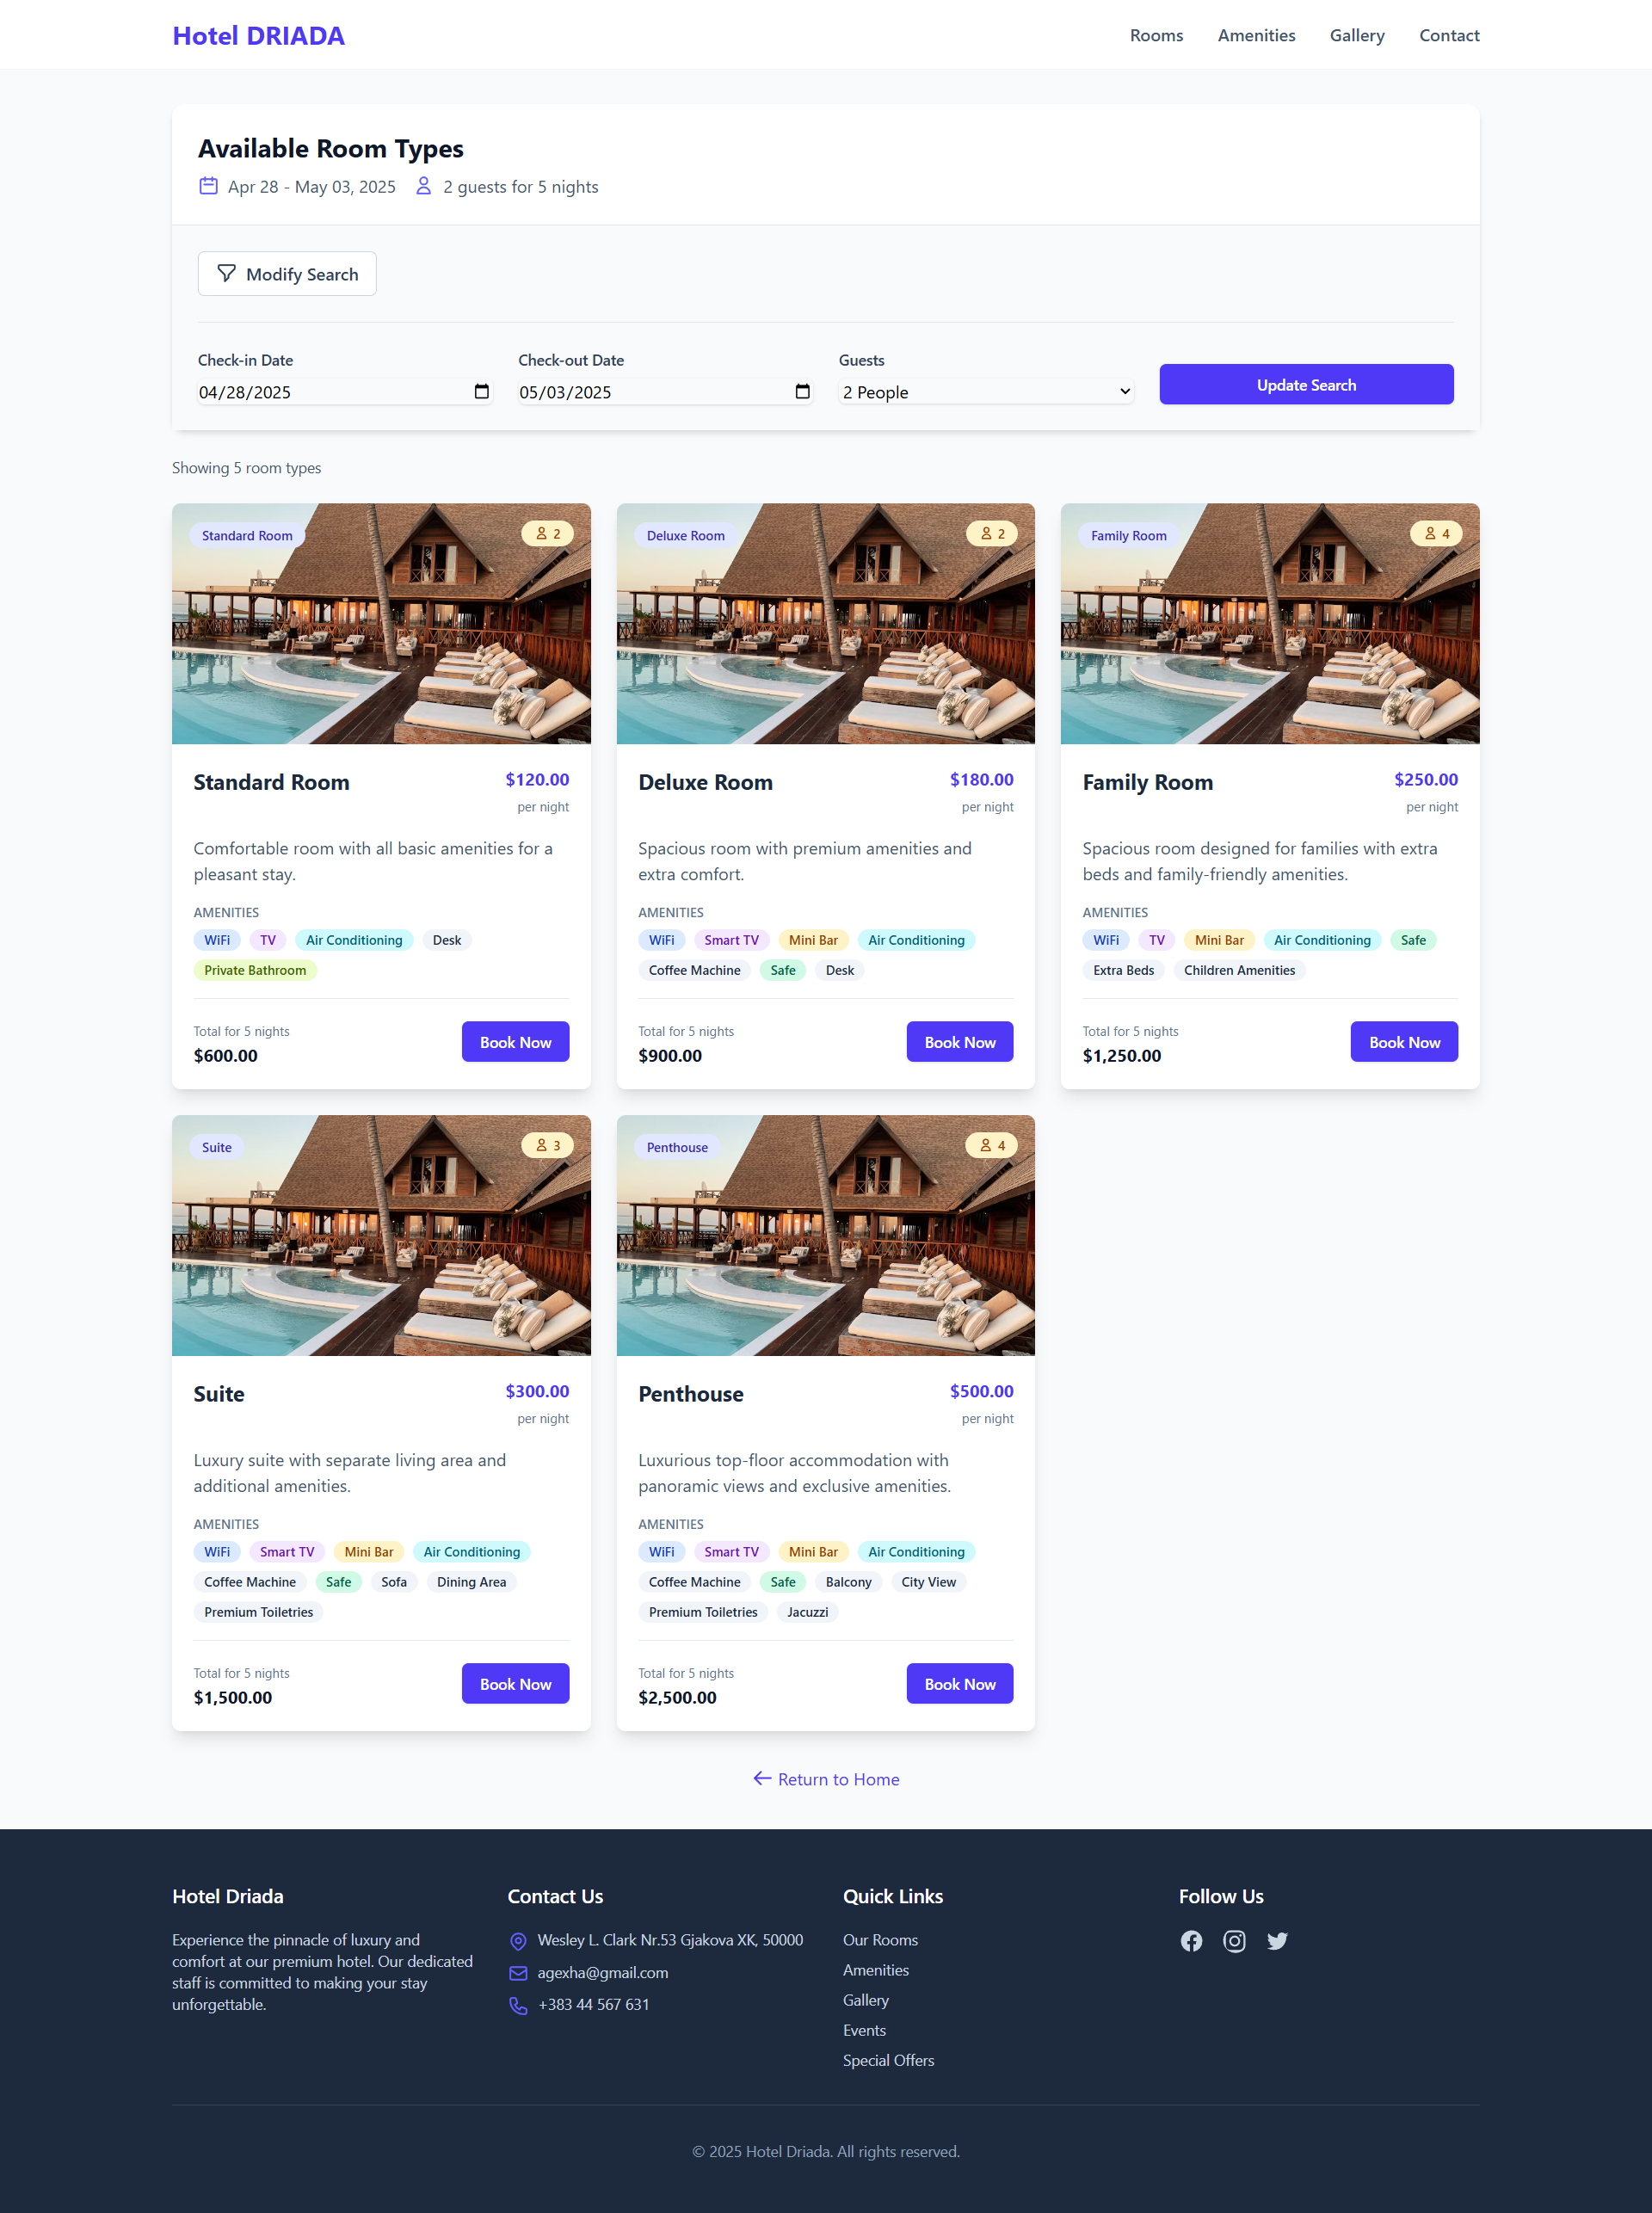 Hotel DRIADA
Rooms Amenities Gallery Contact
Available Room Types
Apr 28 - May 03, 2025 2 guests for 5 nights
Modify Search
Check-in Date Check-out Date Guests
04/28/2025 05/03/2025 2 People Update Search
Showing 5 room types
Standard Room 2
Standard Room $120.00
per night
Comfortable room with all basic amenities for a
pleasant stay.
AMENITIES
WiFi TV Air Conditioning Desk
Private Bathroom
Total for 5 nights
$600.00 Book Now
Deluxe Room 2
Deluxe Room $180.00
per night
Spacious room with premium amenities and
extra comfort.
AMENITIES
WiFi Smart TV Mini Bar Air Conditioning
Coffee Machine Safe Desk
Total for 5 nights
$900.00 Book Now
Family Room 4
Family Room $250.00
per night
Spacious room designed for families with extra
beds and family-friendly amenities.
AMENITIES
WiFi TV Mini Bar Air Conditioning Safe
Extra Beds Children Amenities
Total for 5 nights
$1,250.00 Book Now
Suite 3
Suite $300.00
per night
Luxury suite with separate living area and
additional amenities.
AMENITIES
WiFi Smart TV Mini Bar Air Conditioning
Coffee Machine Safe Sofa Dining Area
Premium Toiletries
Total for 5 nights
$1,500.00 Book Now
Penthouse 4
Penthouse $500.00
per night
Luxurious top-floor accommodation with
panoramic views and exclusive amenities.
AMENITIES
WiFi Smart TV Mini Bar Air Conditioning
Coffee Machine Safe Balcony City View
Premium Toiletries Jacuzzi
Total for 5 nights
$2,500.00 Book Now
Return to Home
Hotel Driada
Experience the pinnacle of luxury and
comfort at our premium hotel. Our dedicated
staff is committed to making your stay
unforgettable.
Contact Us
Wesley L. Clark Nr.53 Gjakova XK, 50000
agexha@gmail.com
+383 44 567 631
Quick Links
Our Rooms
Amenities
Gallery
Events
Special Offers
Follow Us
© 2025 Hotel Driada. All rights reserved.